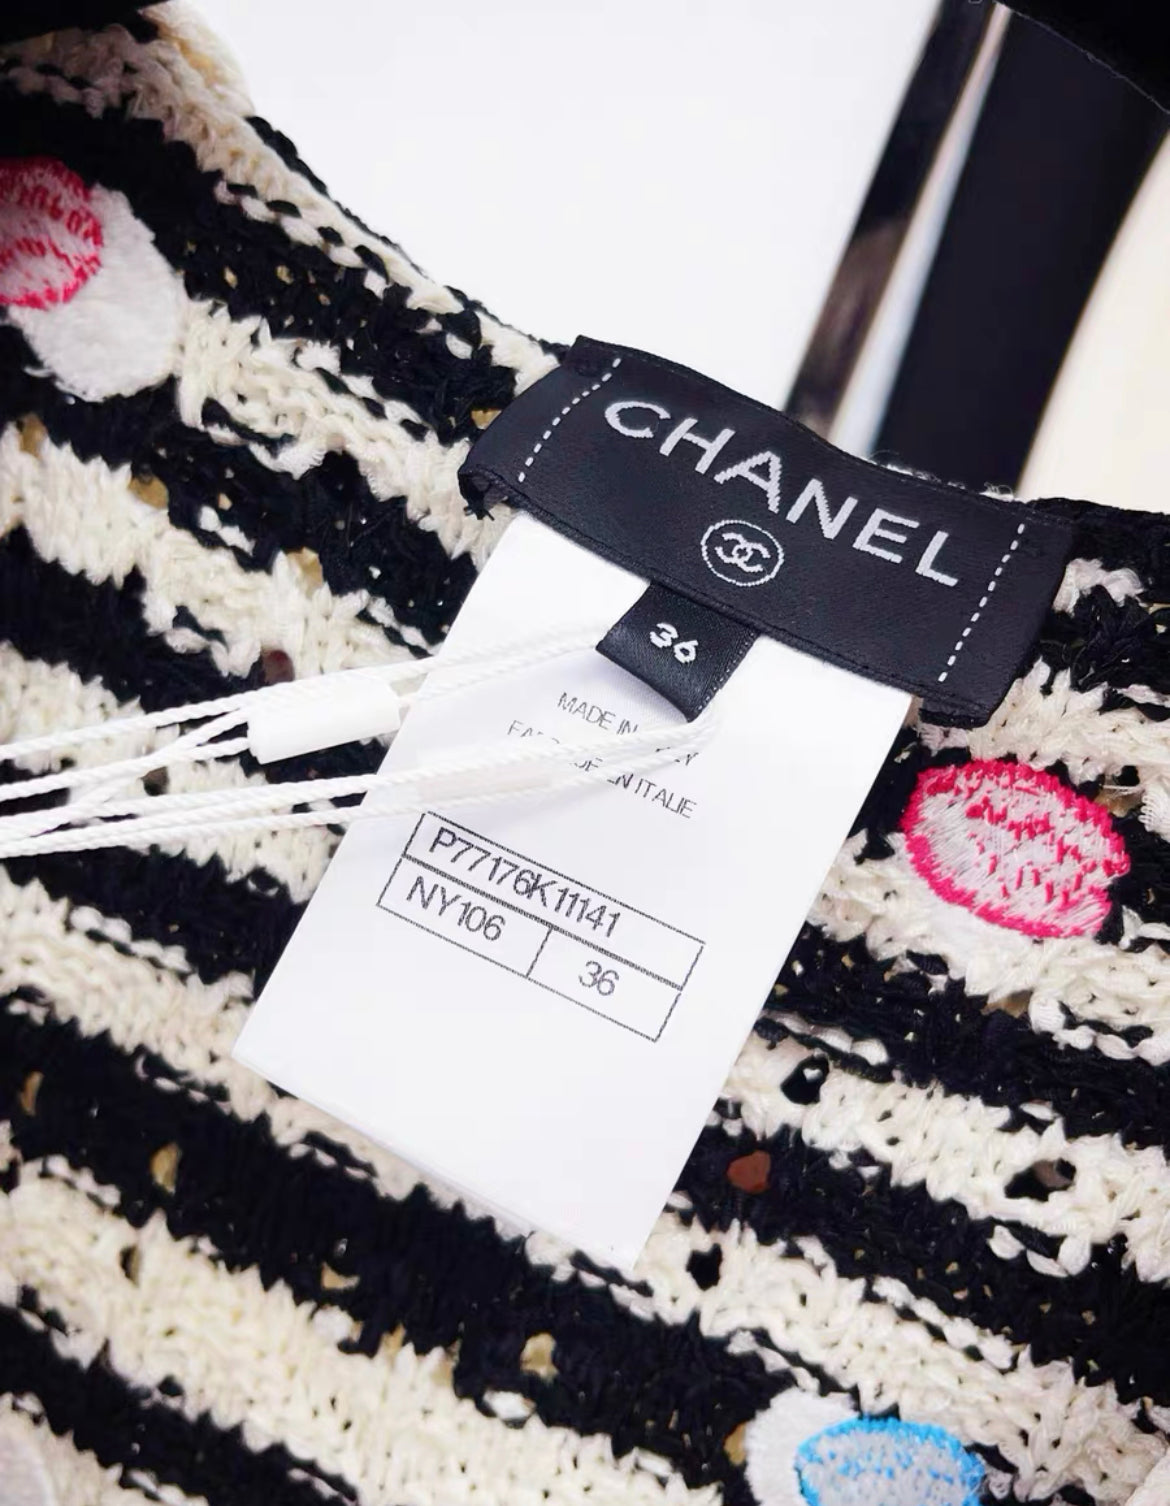 CHANEL
36
MADE IN
EN ITALIE
P77176K11141
NY106
36